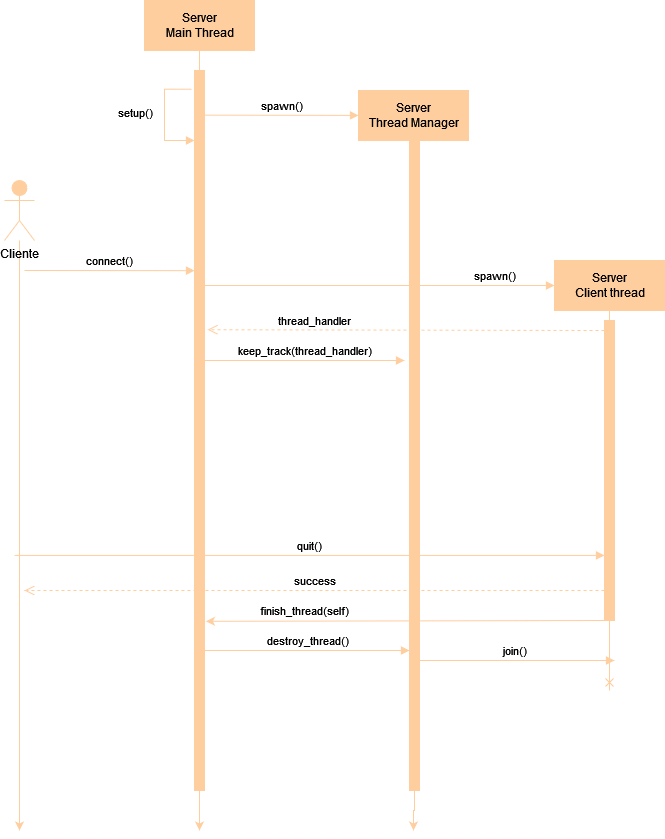 Server
Main Thread
setup()
spawn()
Server
Thread Manager
Cliente
connect()
spawn()
Server
Client thread
thread_handler
keep_track(thread_handler)
quit()
success
finish_thread(self)
destroy_thread()
join()